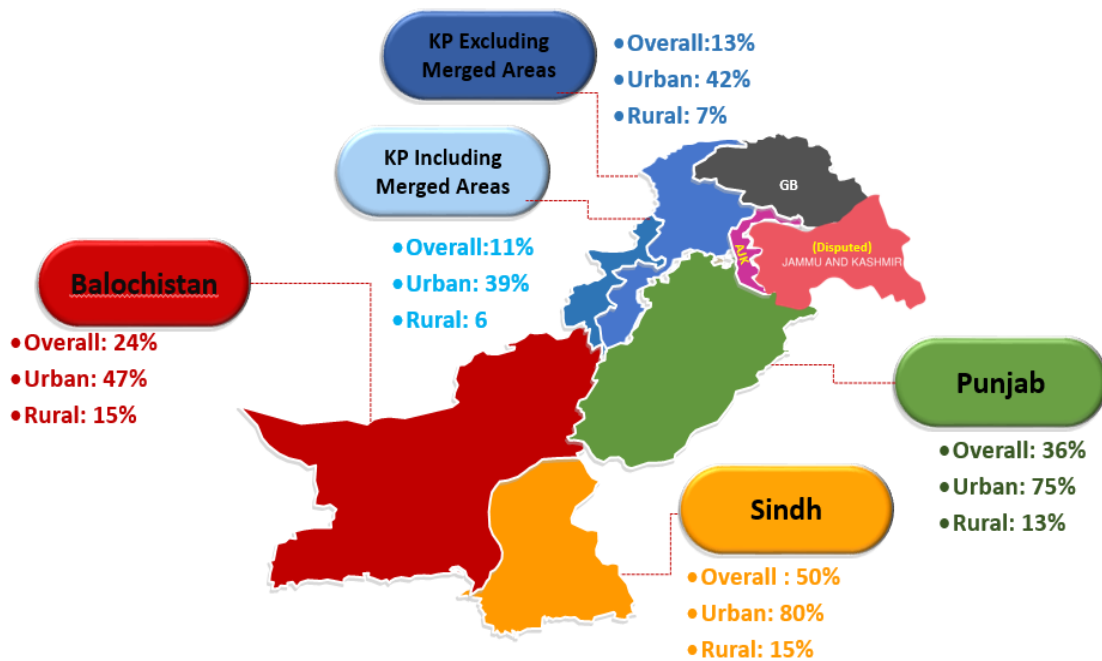 KP Excluding
Merged Areas
•Overall:13%
•Urban: 42%
•Rural: 7%
KP Including
Merged Areas
•Overall:11%
•Urban: 39%
•Rural: 6
GB
(Disputed)
JAMMU AND KASHMIR
AJK
Balochistan
•Overall: 24%
•Urban: 47%
•Rural: 15%
Punjab
•Overall: 36%
•Urban: 75%
•Rural: 13%
Sindh
•Overall : 50%
•Urban: 80%
•Rural: 15%